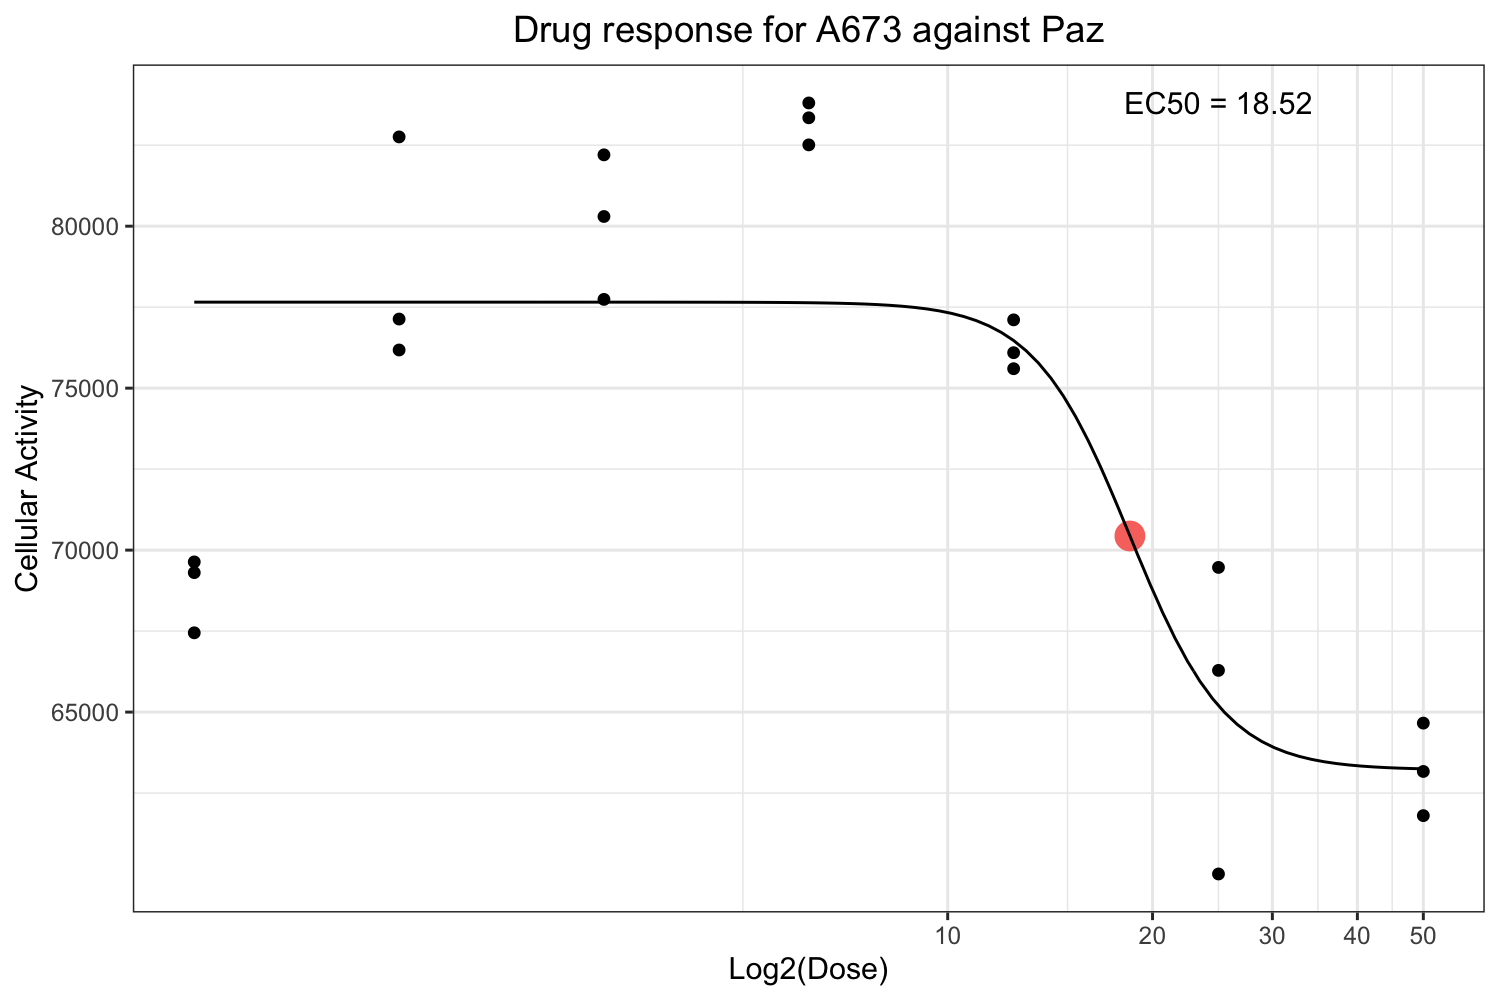 Drug response for A673 against Paz
EC50 = 18.52
80000
75000
70000
65000
Cellular Activity
10 20 30 40 50
Log2(Dose)